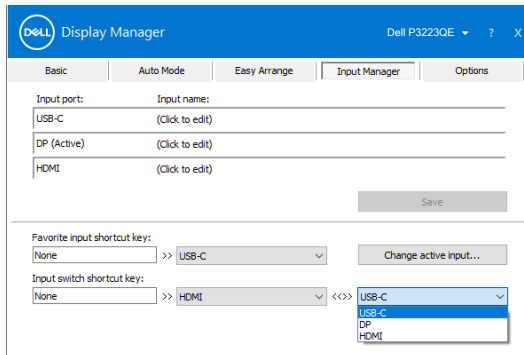 DELL Display Manager Dell P3223QE ? X
Basic Auto Mode Easy Arrange Input Manager Options
Input port: Input name:
USB-C (Click to edit)
DP (Active) (Click to edit)
HDMI (Click to edit)
Save
Favorite input shortcut key:
None >> USB-C Change active input...
Input switch shortcut key:
None >> HDMI <<>> USB-C
USB-C
DP
HDMI